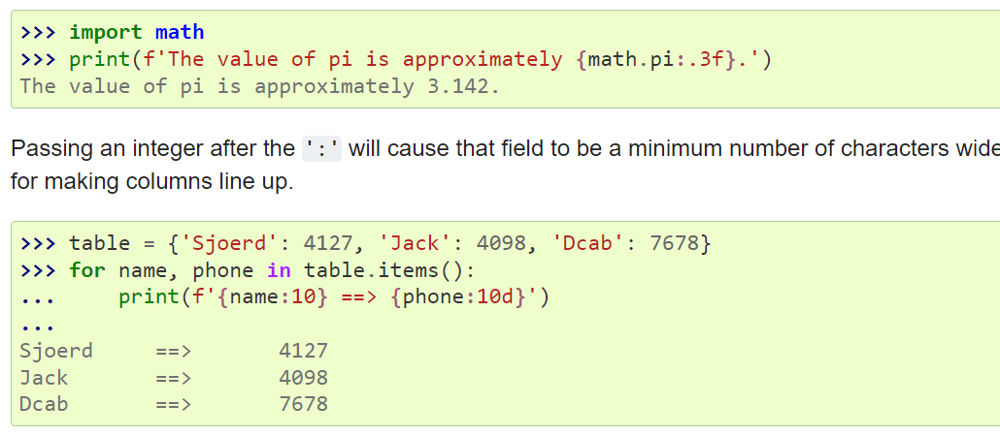 >>> import math
>>> print(f'The value of pi is approximately {math.pi:.3f}.')
The value of pi is approximately 3.142.
Passing an integer after the ':' will cause that field to be a minimum number of characters wide
for making columns line up.
>>> table = {'Sjoerd': 4127, 'Jack': 4098, 'Dcab': 7678}
>>> for name, phone in table.items():
...     print(f'{name:10} ==> {phone:10d}')
...
Sjoerd     ==>       4127
Jack       ==>       4098
Dcab       ==>       7678